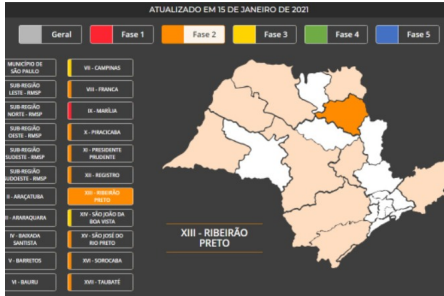 ATUALIZADO EM 15 DE JANEIRO DE 2021
Geral
Fase 1
Fase 2
Fase 3
Fase 4
Fase 5
MUNICÍPIO DE
SÃO PAULO
VII - CAMPINAS
SUB-REGIÃO
LESTE - RMSP
VIII - FRANCA
SUB-REGIÃO
NORTE - RMSP
IX - MARÍLIA
SUB-REGIÃO
OESTE - RMSP
X - PIRACICABA
SUB-REGIÃO
SUDESTE - RMSP
XI - PRESIDENTE
PRUDENTE
SUB-REGIÃO
SUDOESTE - RMSP
XII - REGISTRO
II - ARAÇATUBA
XIII - RIBEIRÃO
PRETO
III - ARARAQUARA
XIV - SÃO JOÃO DA
BOA VISTA
IV - BAIXADA
SANTISTA
XV - SÃO JOSÉ DO
RIO PRETO
V - BARRETOS
XVI - SOROCABA
VI - BAURU
XVII - TAUBATÉ
XIII - RIBEIRÃO
PRETO